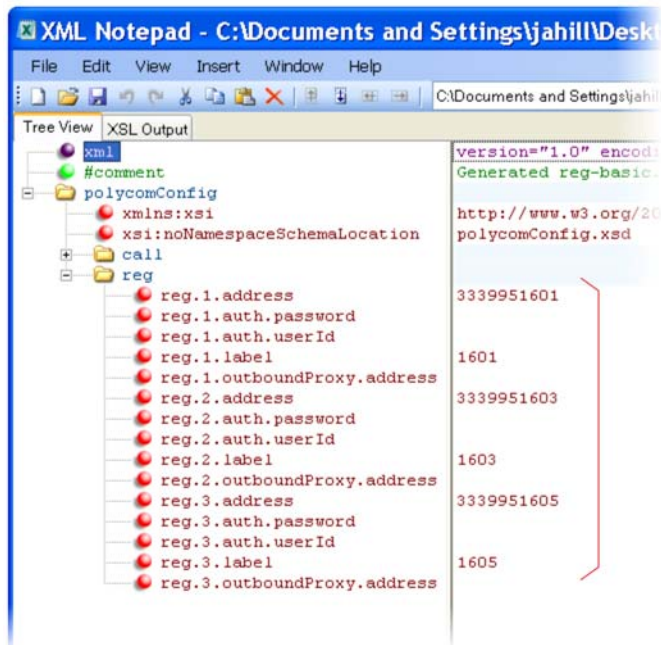 XML Notepad - C:\Documents and Settings\jahill\Deskt
File Edit View Insert Window Help
C:\Documents and Settings\jahill
Tree View XSL Output
xml version="1.0" encodi
#comment Generated reg-basic.
polycomConfig
xmlns:xsi http://www.w3.org/20
xsi:noNamespaceSchemaLocation polycomConfig.xsd
call
reg
reg.1.address 3339951601
reg.1.auth.password
reg.1.auth.userId
reg.1.label 1601
reg.1.outboundProxy.address
reg.2.address 3339951603
reg.2.auth.password
reg.2.auth.userId
reg.2.label 1603
reg.2.outboundProxy.address
reg.3.address 3339951605
reg.3.auth.password
reg.3.auth.userId
reg.3.label 1605
reg.3.outboundProxy.address